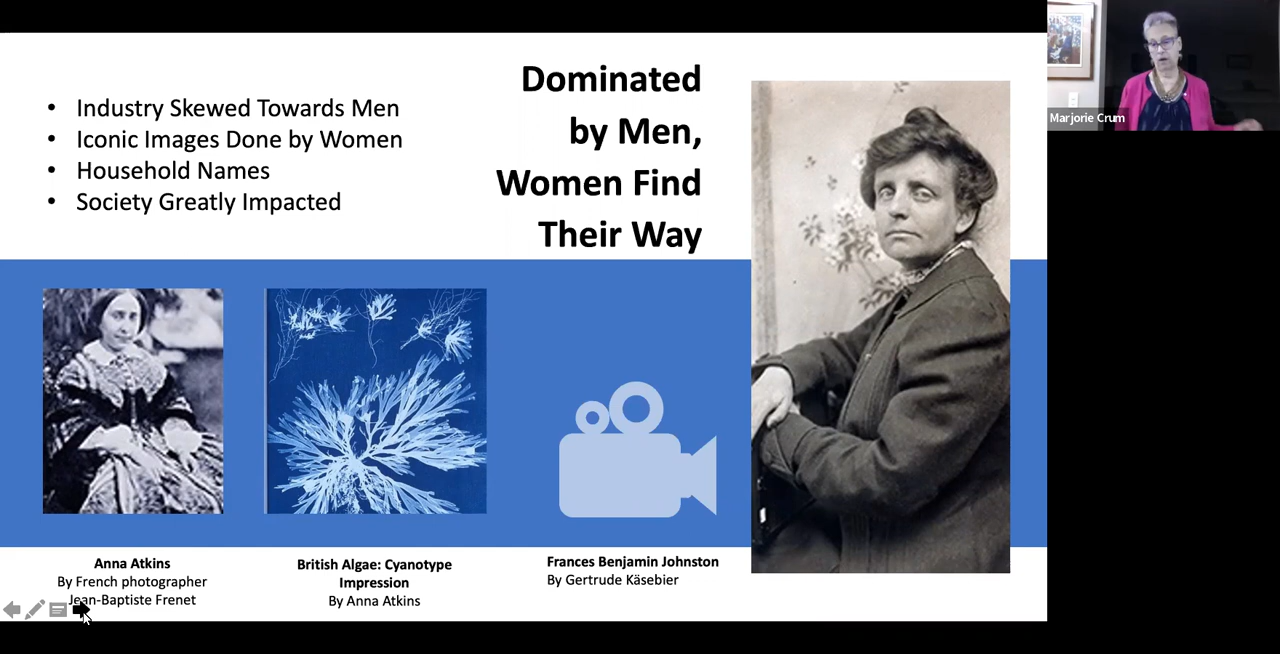 Industry Skewed Towards Men
Iconic Images Done by Women
Household Names
Society Greatly Impacted
Dominated
by Men,
Women Find
Their Way
Marjorie Crum
Anna Atkins
By French photographer
Jean-Baptiste Frenet
British Algae: Cyanotype
Impression
By Anna Atkins
Frances Benjamin Johnston
By Gertrude Käsebier